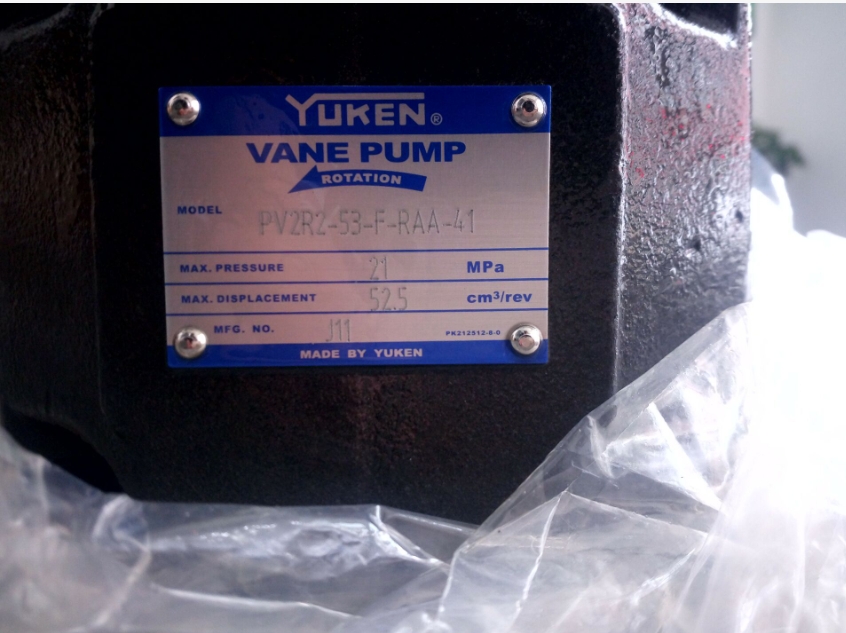 YUKEN®
VANE PUMP
ROTATION
MODEL
PV2R2-53-F-RAA-41
MAX. PRESSURE 21 MPa
MAX. DISPLACEMENT 52.5 cm³/rev
MFG. NO. J11 PK212512-6-0
MADE BY YUKEN